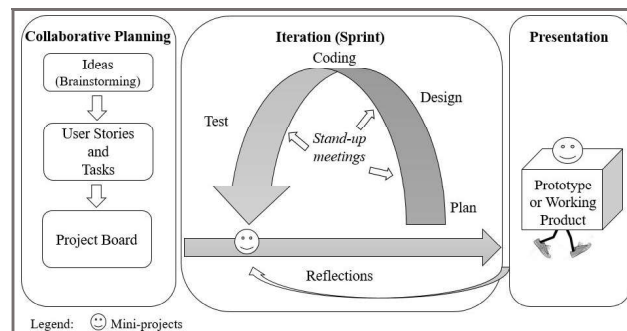 Collaborative Planning
Ideas
(Brainstorming)
User Stories
and
Tasks
Project Board
Iteration (Sprint)
Coding
Design
Test
Stand-up
meetings
Plan
Reflections
Presentation
Prototype
or Working
Product
Legend: Mini-projects